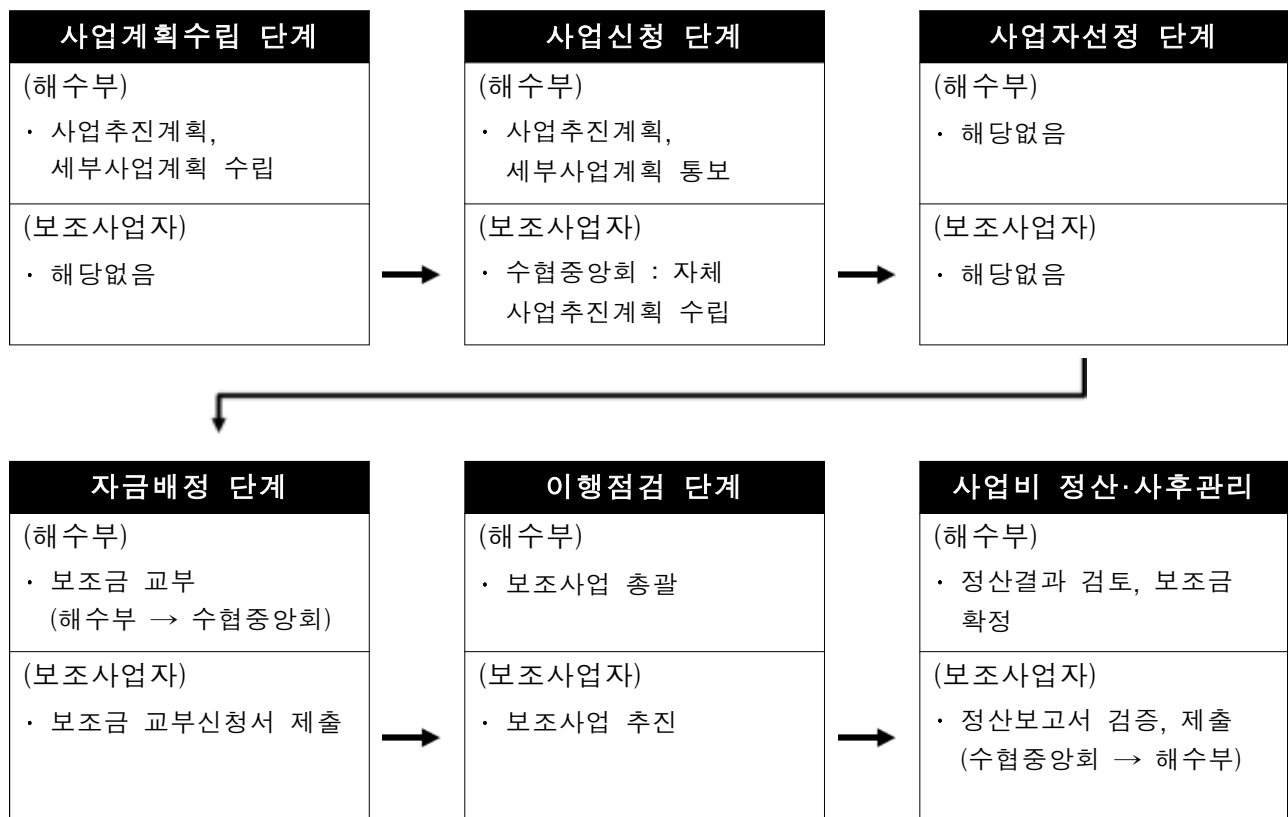 사업계획수립 단계
(해수부)
· 사업추진계획,
세부사업계획 수립
(보조사업자)
· 해당없음
사업신청 단계
(해수부)
· 사업추진계획,
세부사업계획 통보
(보조사업자)
· 수협중앙회 : 자체
사업추진계획 수립
사업자선정 단계
(해수부)
· 해당없음
(보조사업자)
· 해당없음
자금배정 단계
(해수부)
· 보조금 교부
(해수부 → 수협중앙회)
(보조사업자)
· 보조금 교부신청서 제출
이행점검 단계
(해수부)
· 보조사업 총괄
(보조사업자)
· 보조사업 추진
사업비 정산·사후관리
(해수부)
· 정산결과 검토, 보조금
확정
(보조사업자)
· 정산보고서 검증, 제출
(수협중앙회 → 해수부)